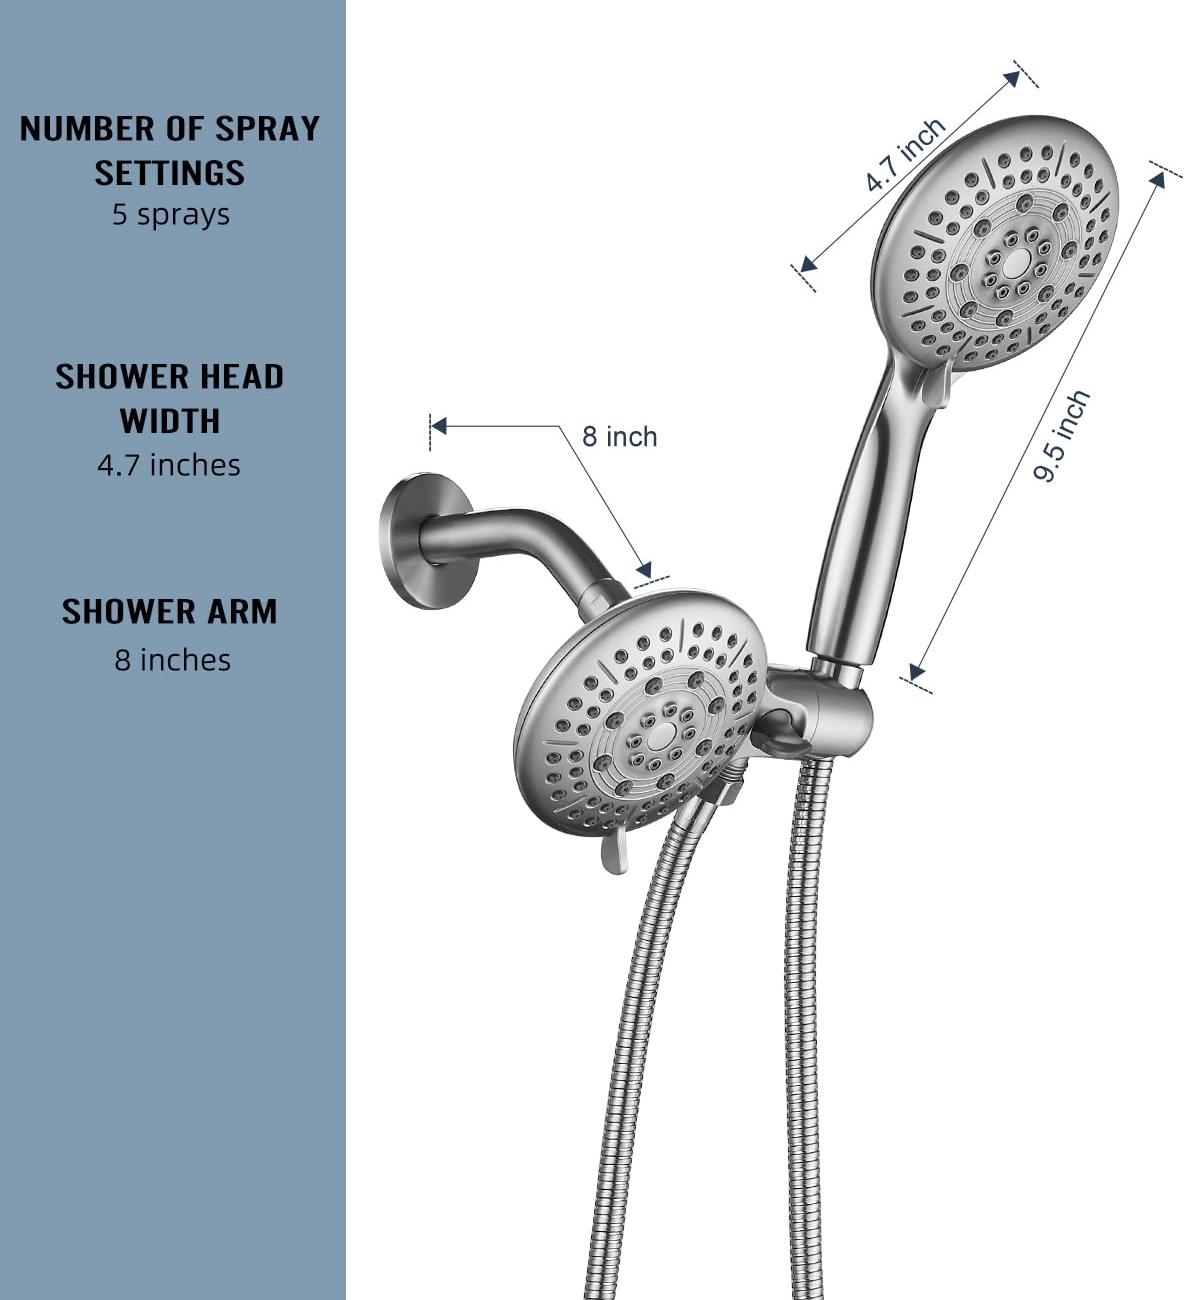 NUMBER OF SPRAY
SETTINGS
5 sprays
SHOWER HEAD
WIDTH
4.7 inches
SHOWER ARM
8 inches
4.7 inch
9.5 inch
8 inch